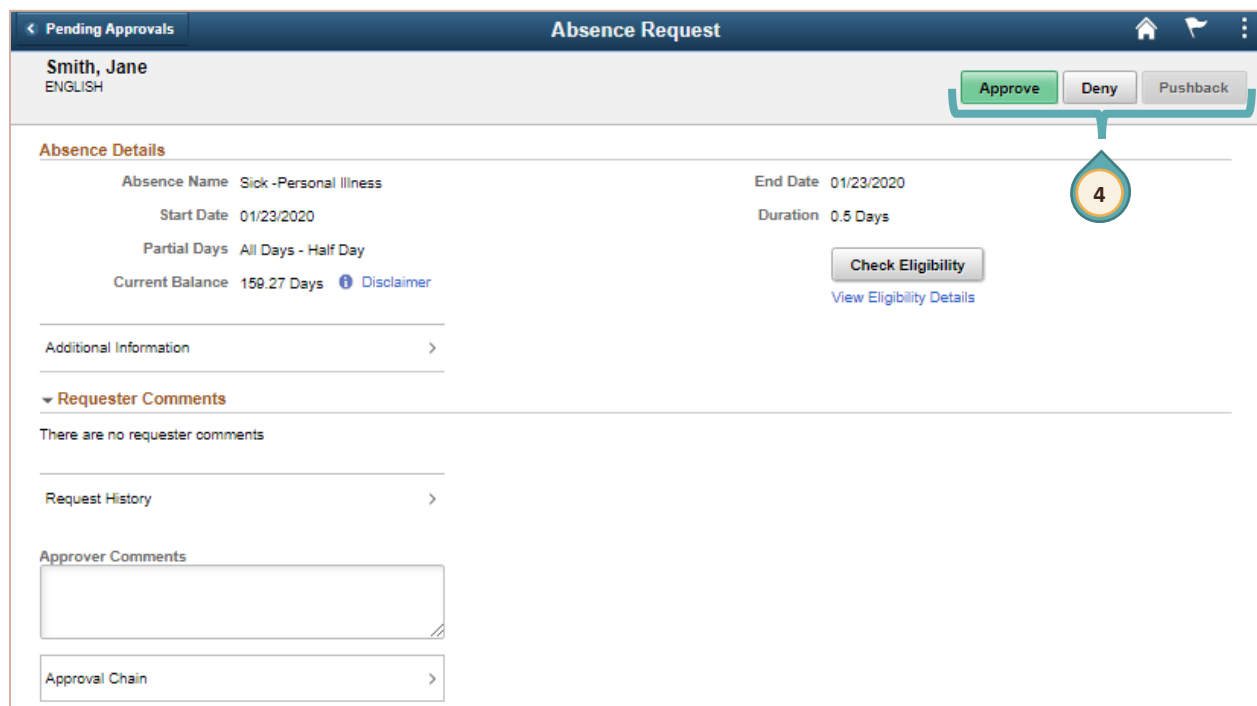 Pending Approvals
Absence Request
Smith, Jane
ENGLISH
Approve Deny Pushback
4
Absence Details
Absence Name Sick -Personal Illness
End Date 01/23/2020
Start Date 01/23/2020
Duration 0.5 Days
Partial Days All Days - Half Day
Check Eligibility
Current Balance 159.27 Days Disclaimer
View Eligibility Details
Additional Information
Requester Comments
There are no requester comments
Request History
Approver Comments
Approval Chain